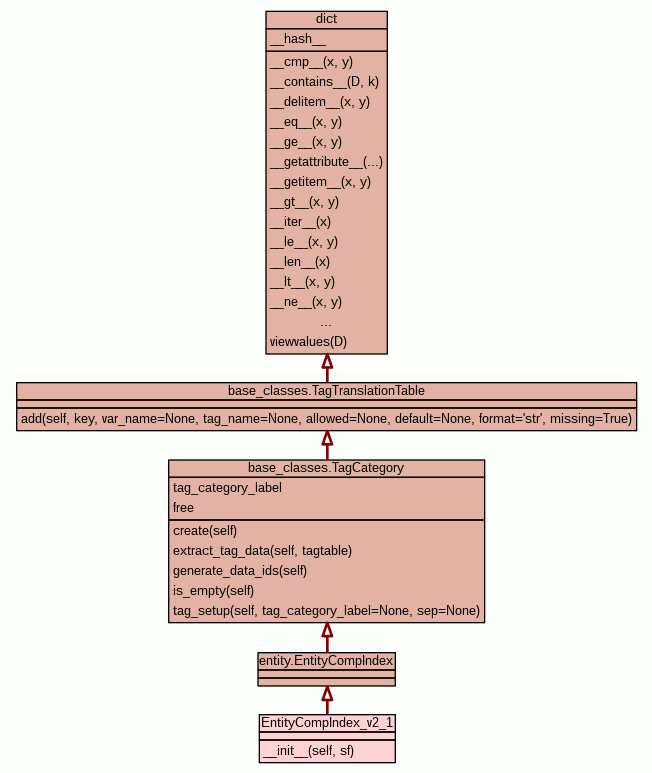 dict
__hash__
__cmp__(x, y)
__contains__(D, k)
__delitem__(x, y)
__eq__(x, y)
__ge__(x, y)
__getattribute__(...)
__getitem__(x, y)
__gt__(x, y)
__iter__(x)
__le__(x, y)
__len__(x)
__lt__(x, y)
__ne__(x, y)
...
viewvalues(D)
base_classes.TagTranslationTable
add(self, key, var_name=None, tag_name=None, allowed=None, default=None, format='str', missing=True)
base_classes.TagCategory
tag_category_label
free
create(self)
extract_tag_data(self, tagtable)
generate_data_ids(self)
is_empty(self)
tag_setup(self, tag_category_label=None, sep=None)
entity.EntityCompIndex
EntityCompIndex_v2_1
__init__(self, sf)